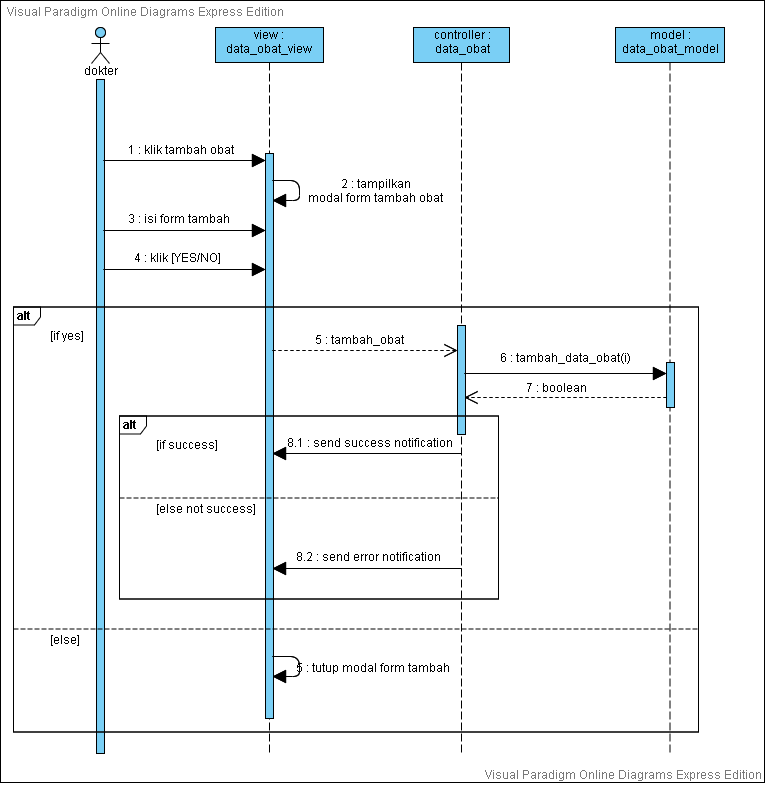 Visual Paradigm Online Diagrams Express Edition
dokter
view :
data_obat_view
controller :
data_obat
model :
data_obat_model
1 : klik tambah obat
2 : tampilkan
modal form tambah obat
3 : isi form tambah
4 : klik [YES/NO]
alt
[if yes]
5 : tambah_obat
6 : tambah_data_obat(i)
7 : boolean
alt
[if success]
8.1 : send success notification
[else not success]
8.2 : send error notification
[else]
5 : tutup modal form tambah
Visual Paradigm Online Diagrams Express Edition